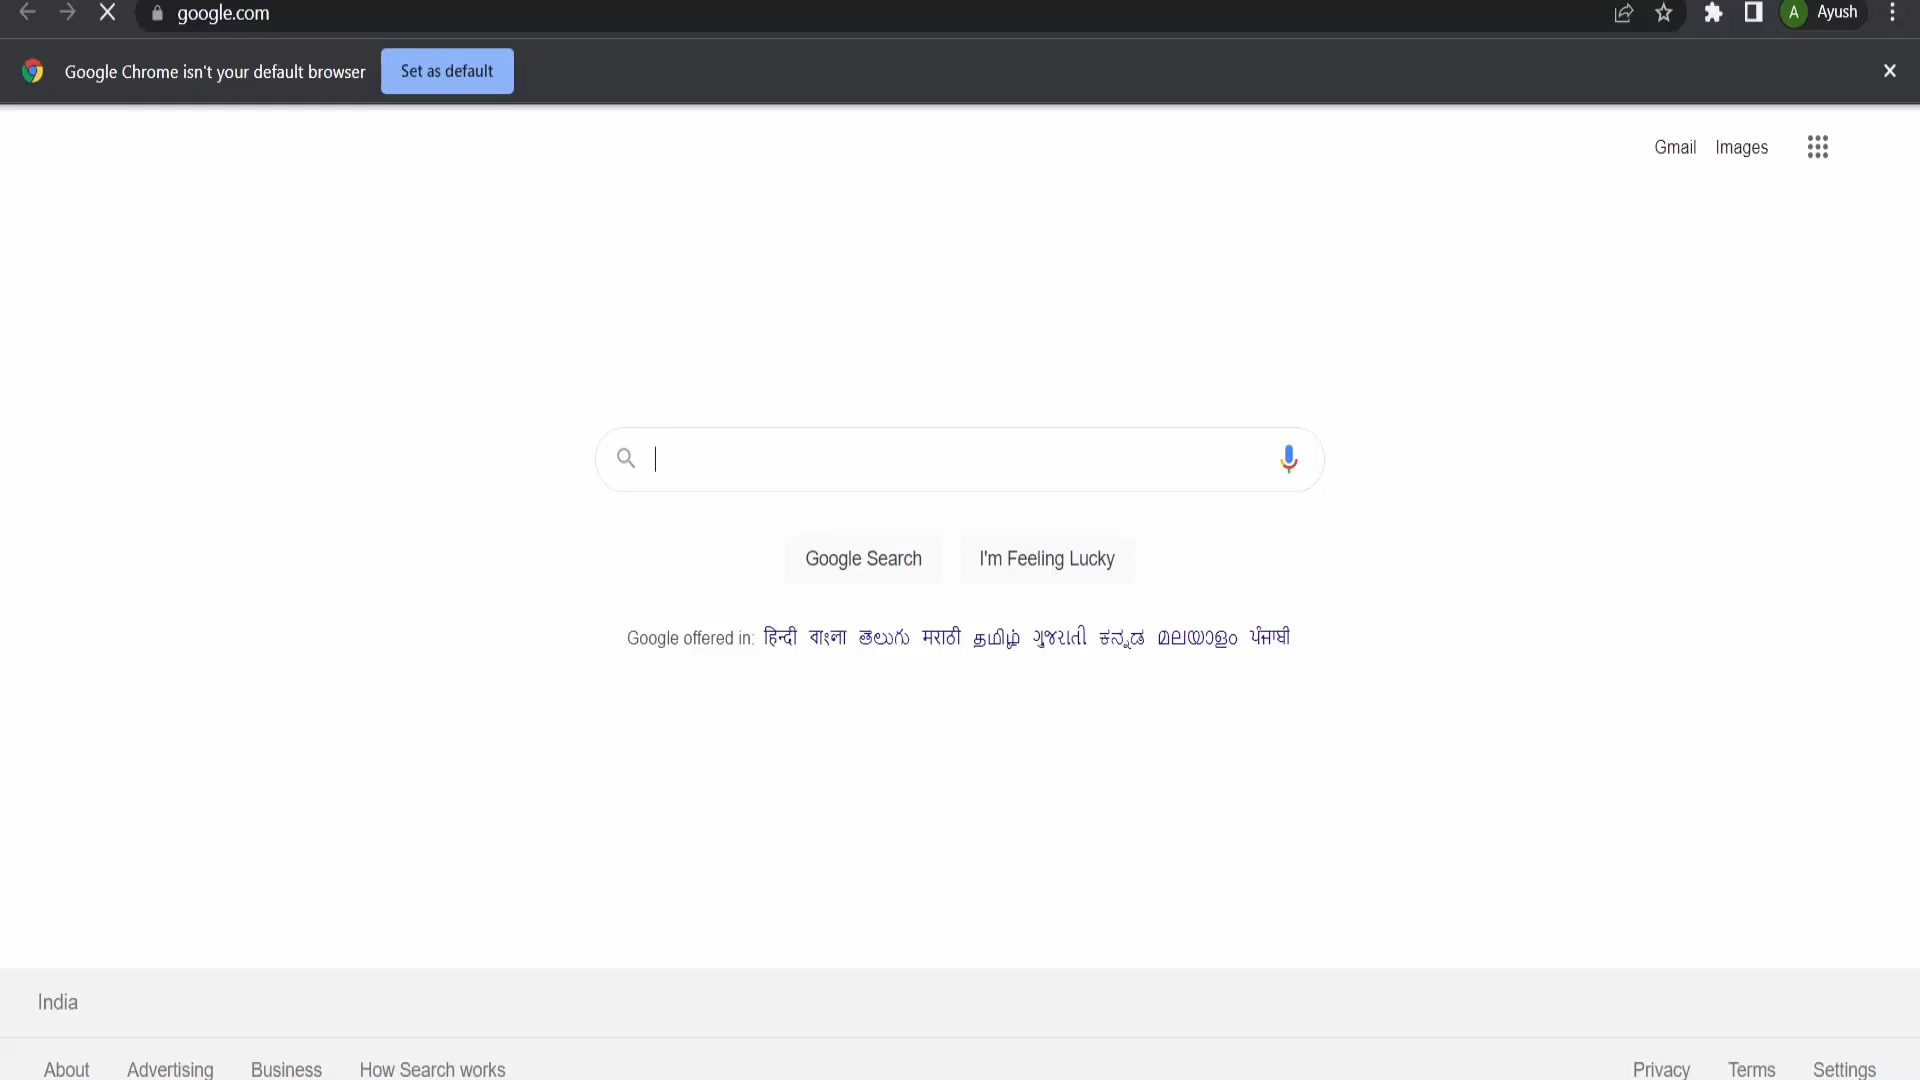 google.com
A Ayush
Google Chrome isn't your default browser Set as default
Gmail Images
Google Search I'm Feeling Lucky
Google offered in: हिन्दी বাংলা తెలుగు मराठी தமிழ் ગુજરાતી ಕನ್ನಡ മലയാളം ਪੰਜਾਬੀ
India
About Advertising Business How Search works Privacy Terms Settings